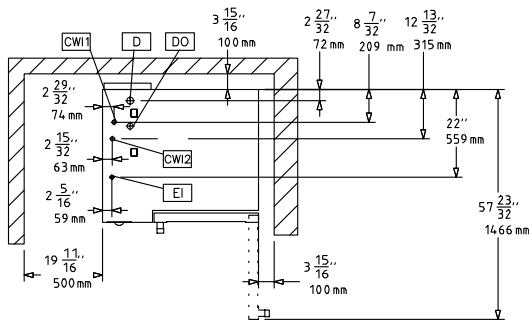 CWI1
D
DO
3 15/16''
100 mm
2 27/32''
72 mm
8 7/32''
209 mm
12 13/32''
315 mm
2 29/32''
74 mm
2 15/32''
63 mm
CWI2
22''
559 mm
2 5/16''
59 mm
EI
57 23/32''
1466 mm
19 11/16''
500 mm
3 15/16''
100 mm